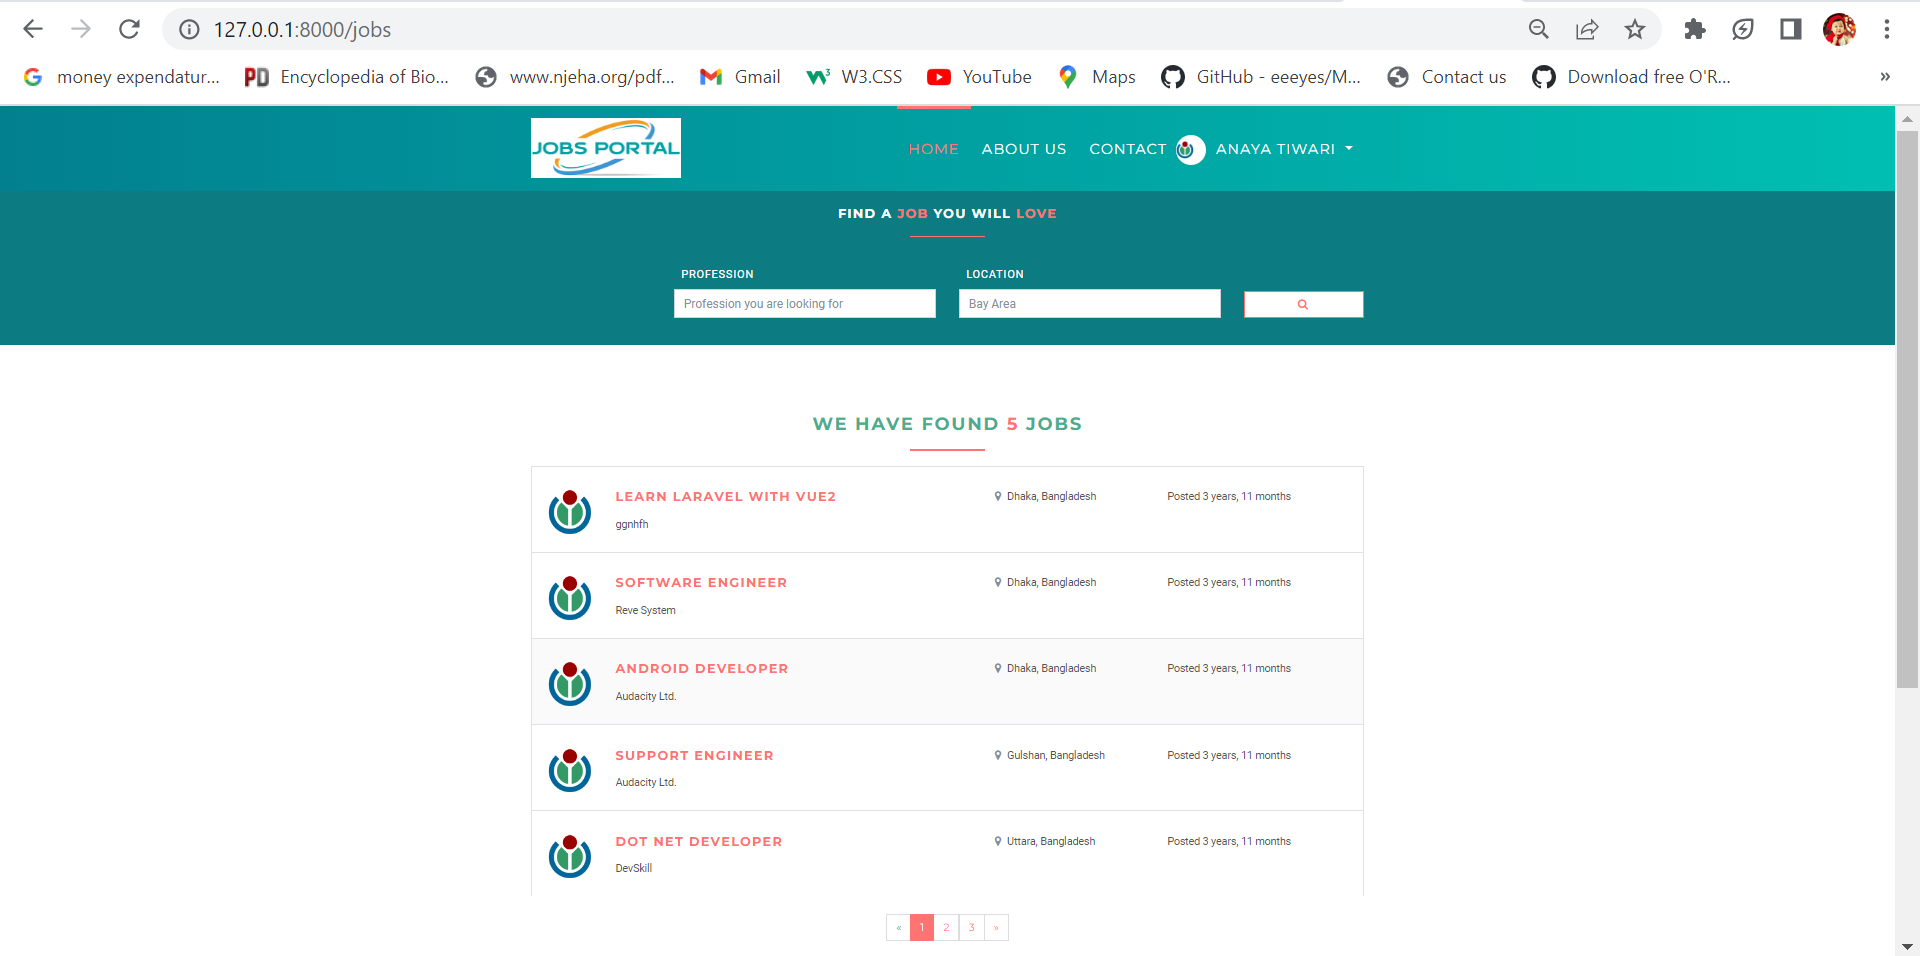 127.0.0.1:8000/jobs
money expendatur...
PD Encyclopedia of Bio...
www.njeha.org/pdf...
Gmail
W3.CSS
YouTube
Maps
GitHub - eeeyes/M...
Contact us
Download free O'R...
»
JOBS PORTAL
HOME ABOUT US CONTACT ANAYA TIWARI
FIND A JOB YOU WILL LOVE
PROFESSION LOCATION
Profession you are looking for Bay Area
WE HAVE FOUND 5 JOBS
LEARN LARAVEL WITH VUE2 Dhaka, Bangladesh Posted 3 years, 11 months
ggnhfh
SOFTWARE ENGINEER Dhaka, Bangladesh Posted 3 years, 11 months
Reve System
ANDROID DEVELOPER Dhaka, Bangladesh Posted 3 years, 11 months
Audacity Ltd.
SUPPORT ENGINEER Gulshan, Bangladesh Posted 3 years, 11 months
Audacity Ltd.
DOT NET DEVELOPER Uttara, Bangladesh Posted 3 years, 11 months
DevSkill
« 1 2 3 »